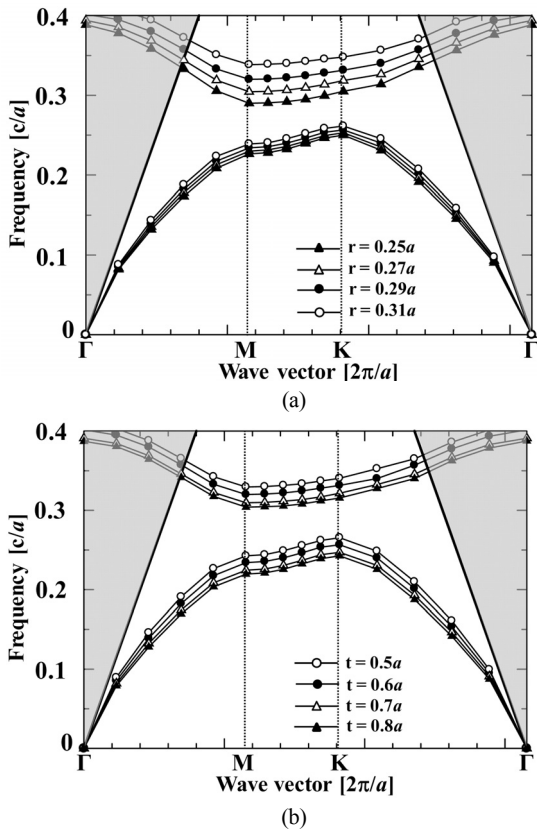 0.4
0.3
0.2
0.1
0
Frequency [c/a]
r = 0.25a
r = 0.27a
r = 0.29a
r = 0.31a
Γ M K Γ
Wave vector [2π/a]
(a)
0.4
0.3
0.2
0.1
0
Frequency [c/a]
t = 0.5a
t = 0.6a
t = 0.7a
t = 0.8a
Γ M K Γ
Wave vector [2π/a]
(b)